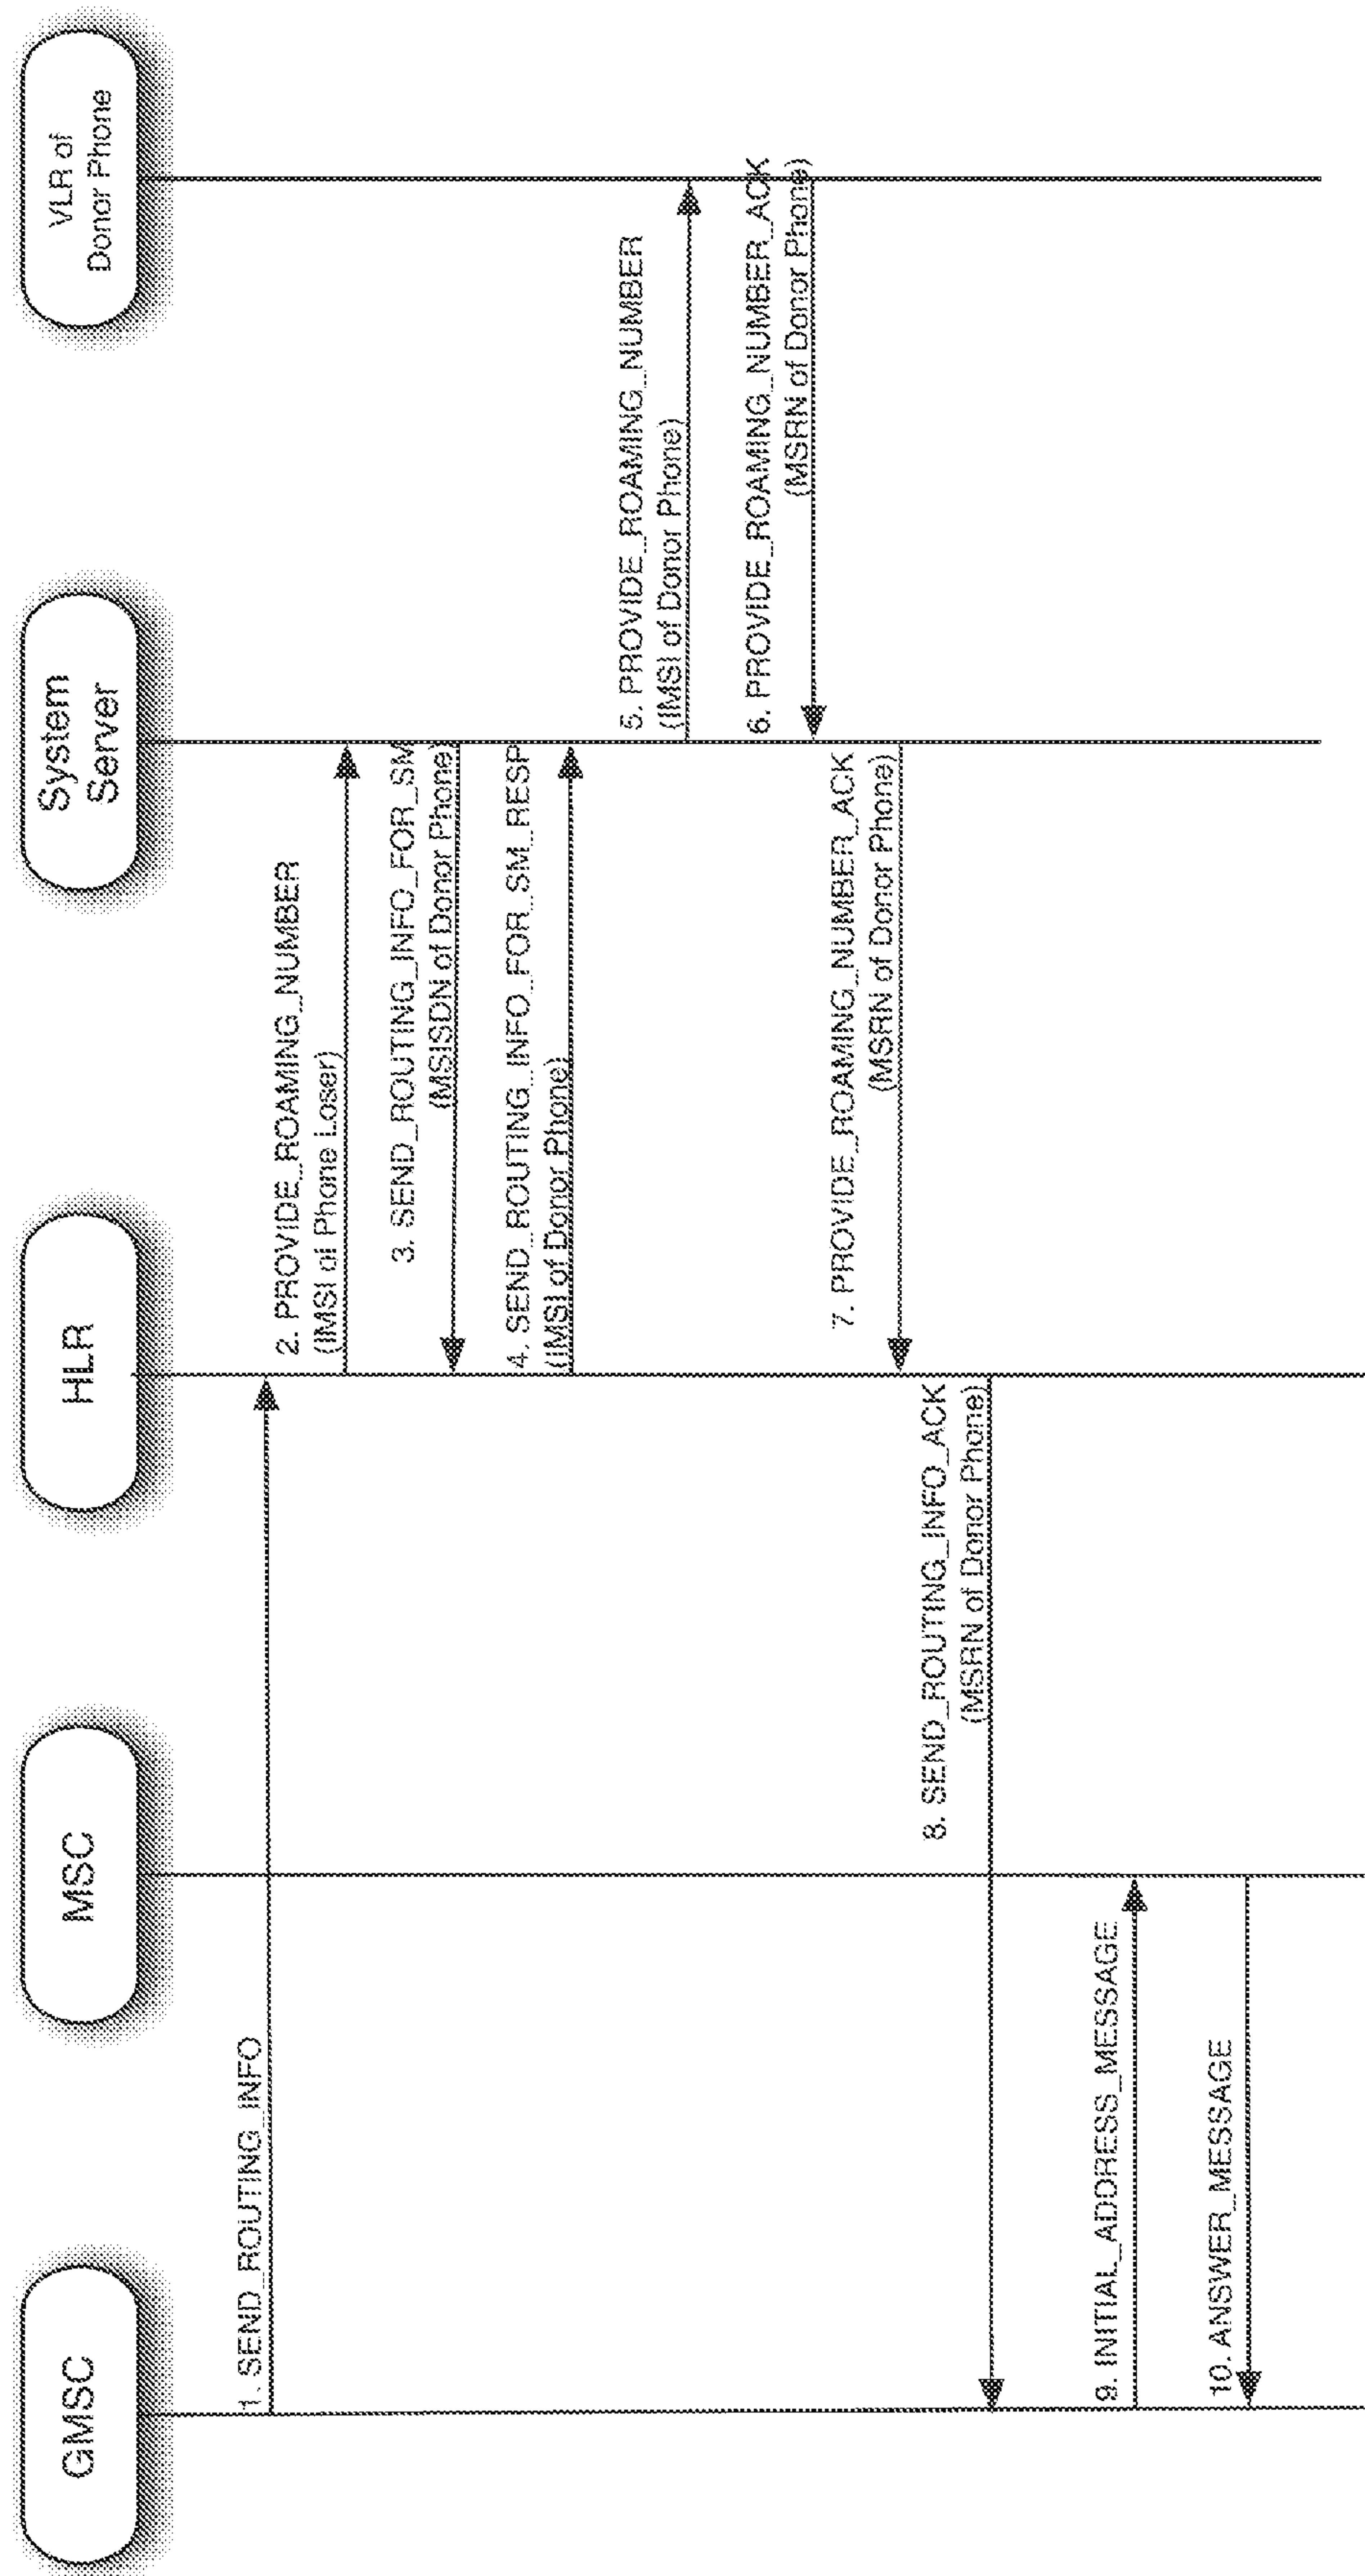 GMSC
MSC
HLR
System
Server
VLR of
Donor Phone
1. SEND_ROUTING_INFO
2. PROVIDE_ROAMING_NUMBER
(IMSI of Phone Loser)
3. SEND_ROUTING_INFO_FOR_SM
(MSISDN of Donor Phone)
4. SEND_ROUTING_INFO_FOR_SM_RESP
(IMSI of Donor Phone)
5. PROVIDE_ROAMING_NUMBER
(IMSI of Donor Phone)
6. PROVIDE_ROAMING_NUMBER_ACK
(MSRN of Donor Phone)
7. PROVIDE_ROAMING_NUMBER_ACK
(MSRN of Donor Phone)
8. SEND_ROUTING_INFO_ACK
(MSRN of Donor Phone)
9. INITIAL_ADDRESS_MESSAGE
10. ANSWER_MESSAGE